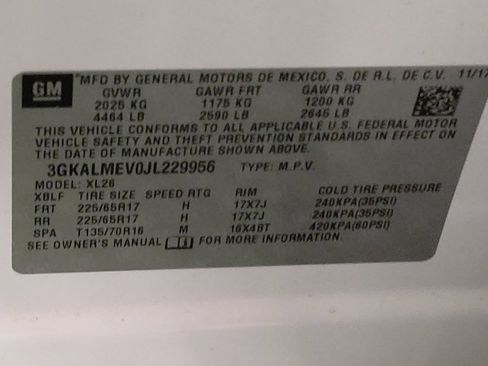 GM
*MFD BY GENERAL MOTORS DE MEXICO, S. DE R.L. DE C.V. 11/17
GVWR GAWR FRT GAWR RR
2025 KG 1175 KG 1200 KG
4464 LB 2590 LB 2645 LB
THIS VEHICLE CONFORMS TO ALL APPLICABLE U.S. FEDERAL MOTOR
VEHICLE SAFETY AND THEFT PREVENTION STANDARDS IN EFFECT ON
THE DATE OF MANUFACTURE SHOWN ABOVE.
3GKALMEV0JL229956 TYPE: M.P.V.
MODEL: XL26
XBLF TIRE SIZE SPEED RTG RIM COLD TIRE PRESSURE
FRT 225/65R17 H 17X7J 240KPA(35PSI)
RR 225/65R17 H 17X7J 240KPA(35PSI)
SPA T135/70R16 M 16X4BT 420KPA(60PSI)
SEE OWNER'S MANUAL FOR MORE INFORMATION.